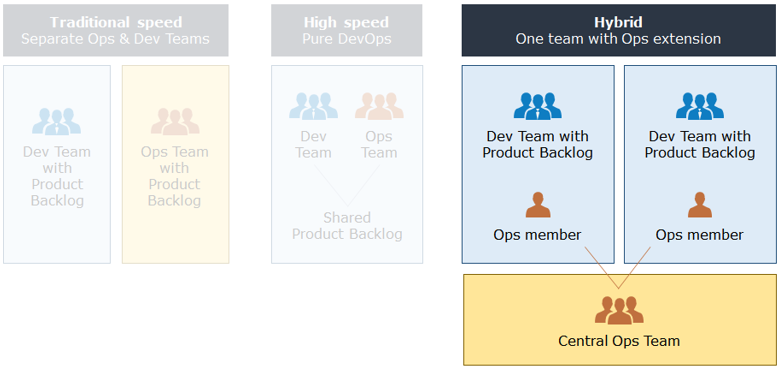 Traditional speed
Separate Ops & Dev Teams
Dev Team
with
Product
Backlog
Ops Team
with
Product
Backlog
High speed
Pure DevOps
Dev
Team
Ops
Team
Shared
Product Backlog
Hybrid
One team with Ops extension
Dev Team with
Product Backlog
Ops member
Dev Team with
Product Backlog
Ops member
Central Ops Team